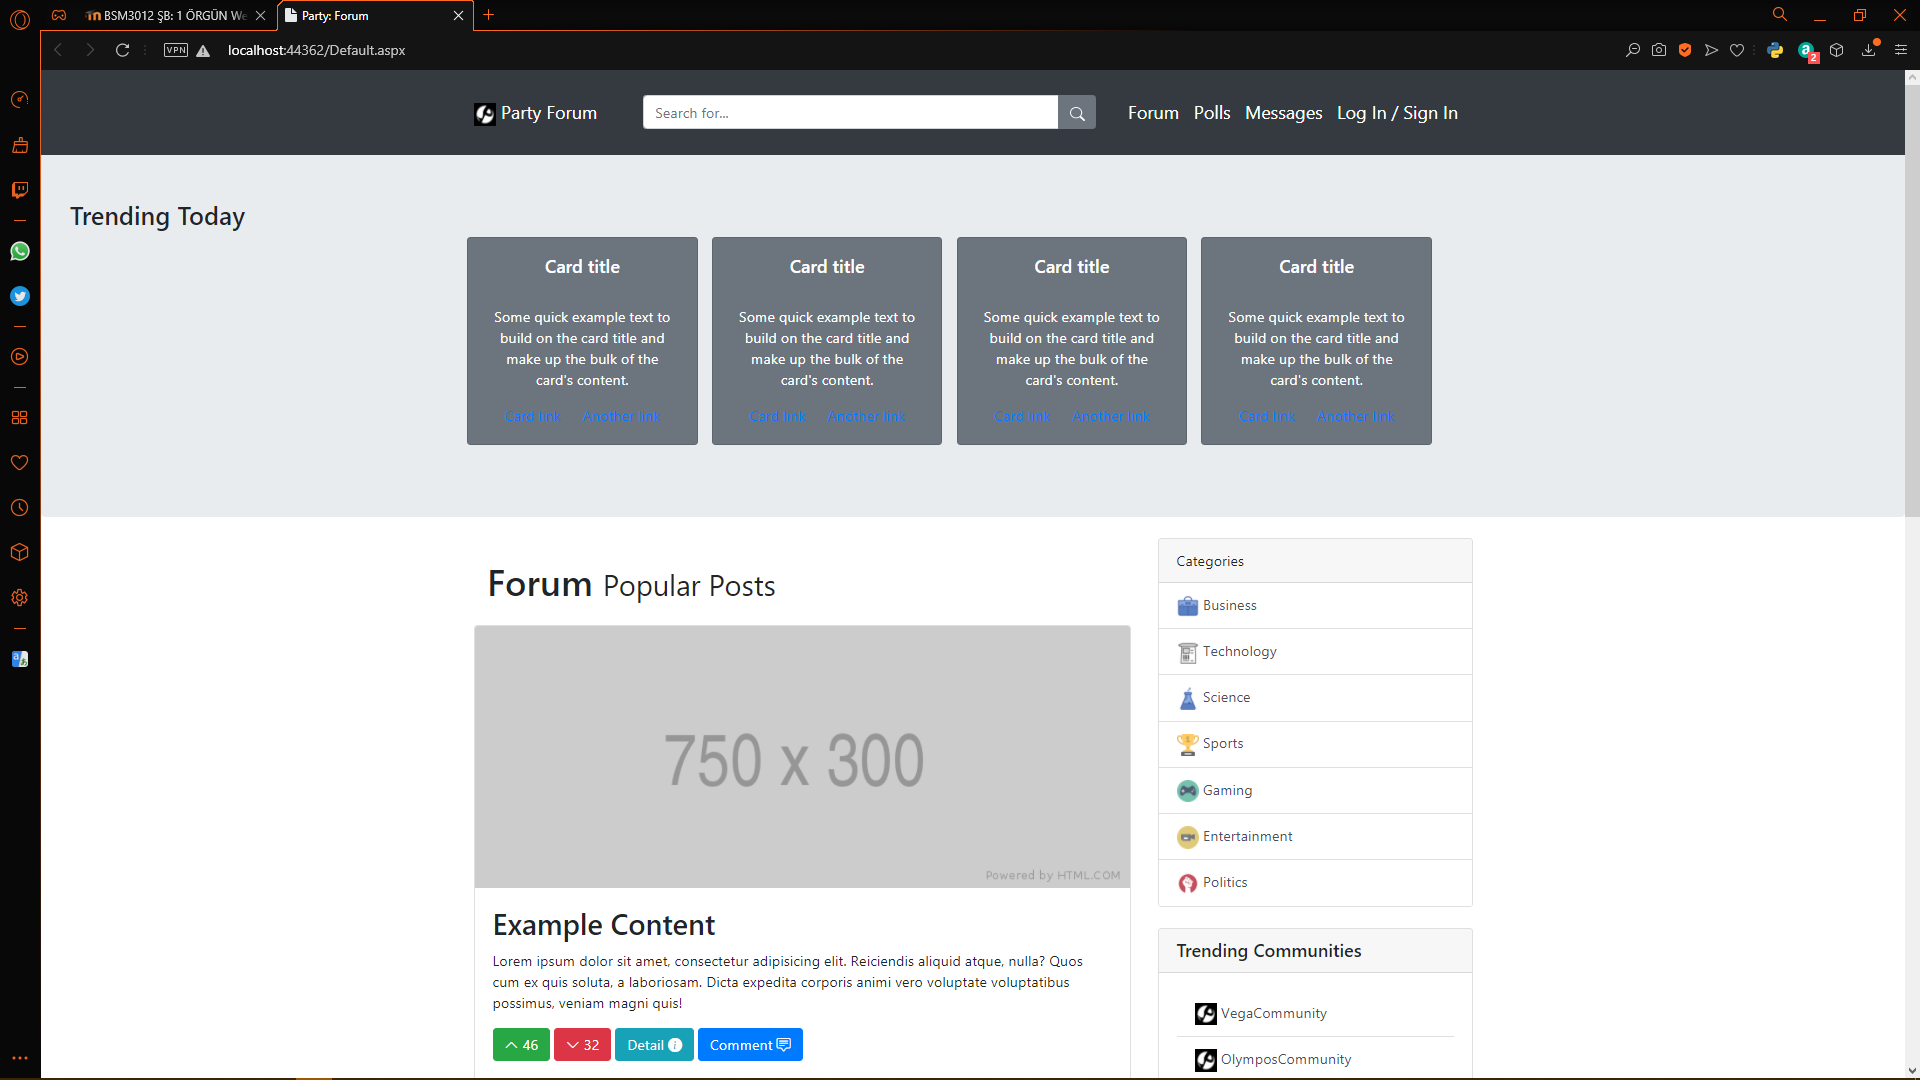 BSM3012 ŞB: 1 ÖRGÜN We
Party: Forum
VPN
localhost:44362/Default.aspx
2
Party Forum
Search for...
Forum Polls Messages Log In / Sign In
Trending Today
Card title
Some quick example text to
build on the card title and
make up the bulk of the
card's content.
Card link Another link
Card title
Some quick example text to
build on the card title and
make up the bulk of the
card's content.
Card link Another link
Card title
Some quick example text to
build on the card title and
make up the bulk of the
card's content.
Card link Another link
Card title
Some quick example text to
build on the card title and
make up the bulk of the
card's content.
Card link Another link
Forum Popular Posts
750 x 300
Powered by HTML.COM
Example Content
Lorem ipsum dolor sit amet, consectetur adipisicing elit. Reiciendis aliquid atque, nulla? Quos
cum ex quis soluta, a laboriosam. Dicta expedita corporis animi vero voluptate voluptatibus
possimus, veniam magni quis!
46 32 Detail Comment
Categories
Business
Technology
Science
Sports
Gaming
Entertainment
Politics
Trending Communities
VegaCommunity
OlymposCommunity